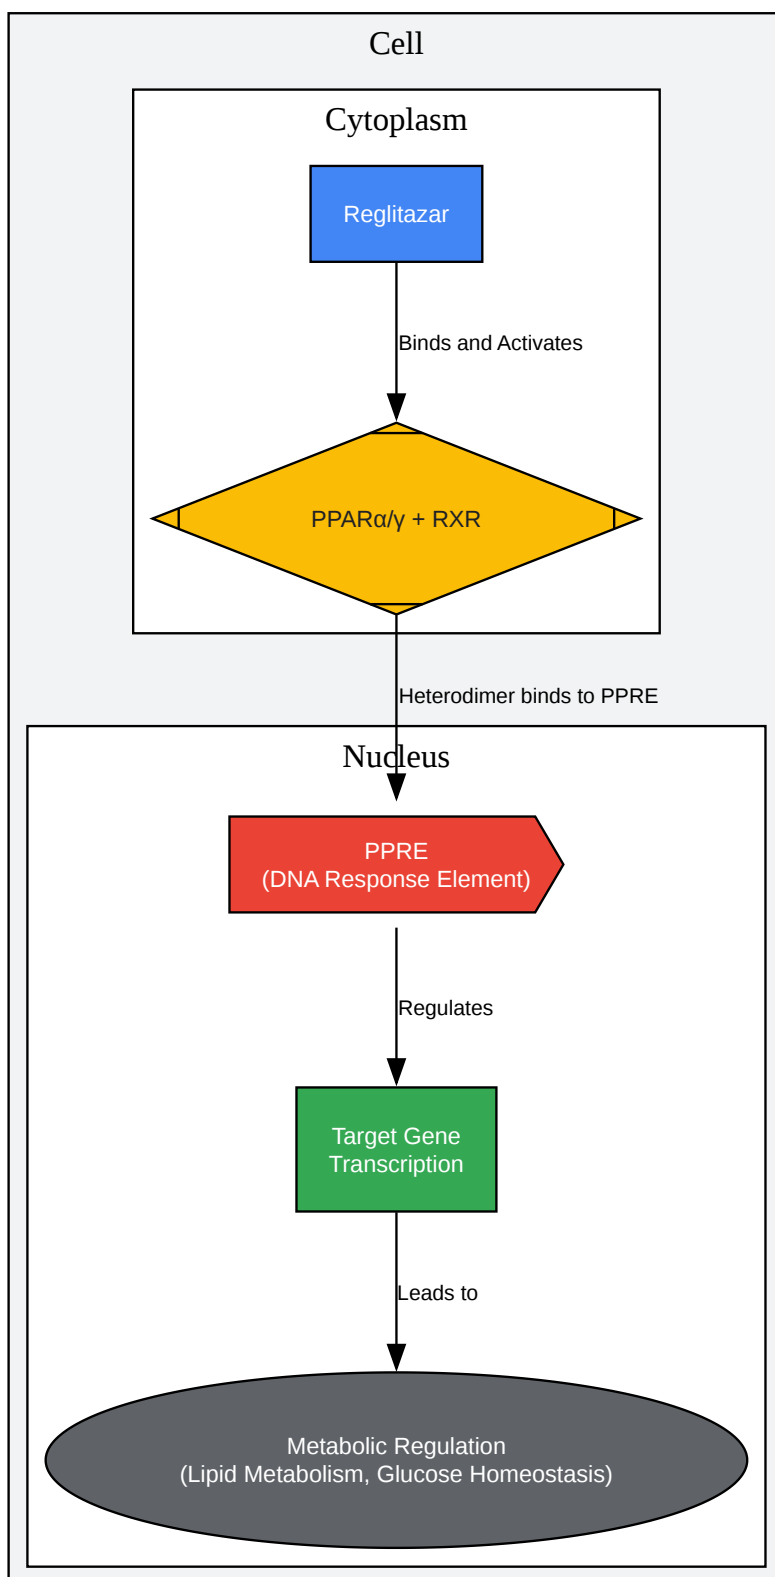 Cell
Cytoplasm
Reglitazar
Binds and Activates
PPARα/γ + RXR
Heterodimer binds to PPRE
Nucleus
PPRE
(DNA Response Element)
Regulates
Target Gene
Transcription
Leads to
Metabolic Regulation
(Lipid Metabolism, Glucose Homeostasis)